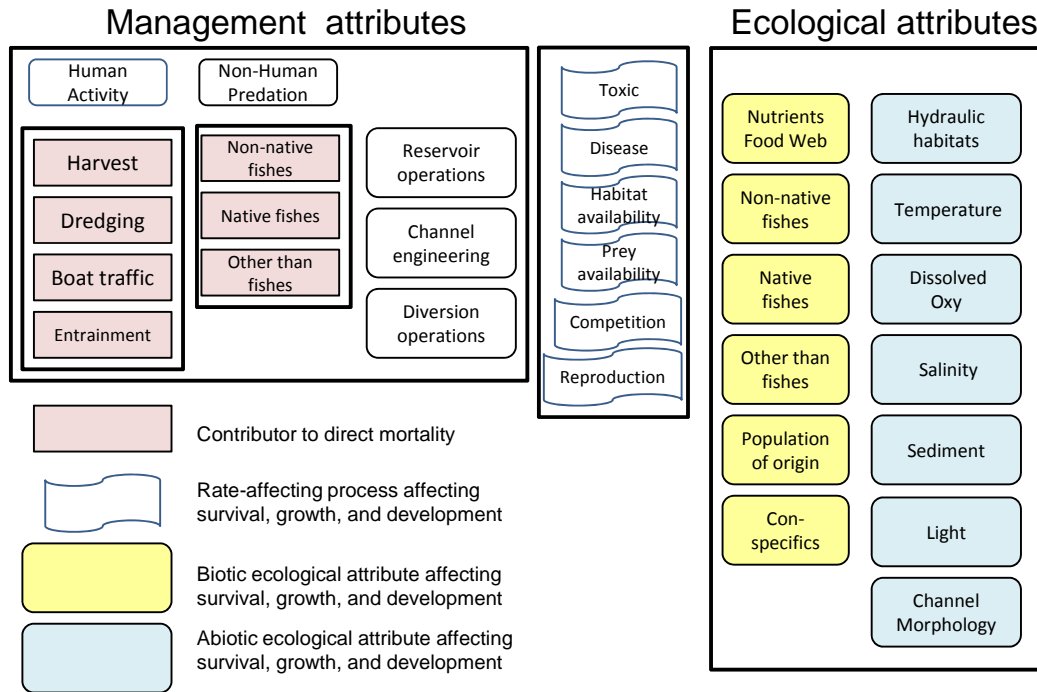 Management attributes
Ecological attributes
Human
Activity
Non-Human
Predation
Harvest
Dredging
Boat traffic
Entrainment
Non-native
fishes
Native fishes
Other than
fishes
Reservoir
operations
Channel
engineering
Diversion
operations
Toxic
Disease
Habitat
availability
Prey
availability
Competition
Reproduction
Nutrients
Food Web
Non-native
fishes
Native
fishes
Other than
fishes
Population
of origin
Con-
specifics
Hydraulic
habitats
Temperature
Dissolved
Oxy
Salinity
Sediment
Light
Channel
Morphology
Contributor to direct mortality
Rate-affecting process affecting
survival, growth, and development
Biotic ecological attribute affecting
survival, growth, and development
Abiotic ecological attribute affecting
survival, growth, and development